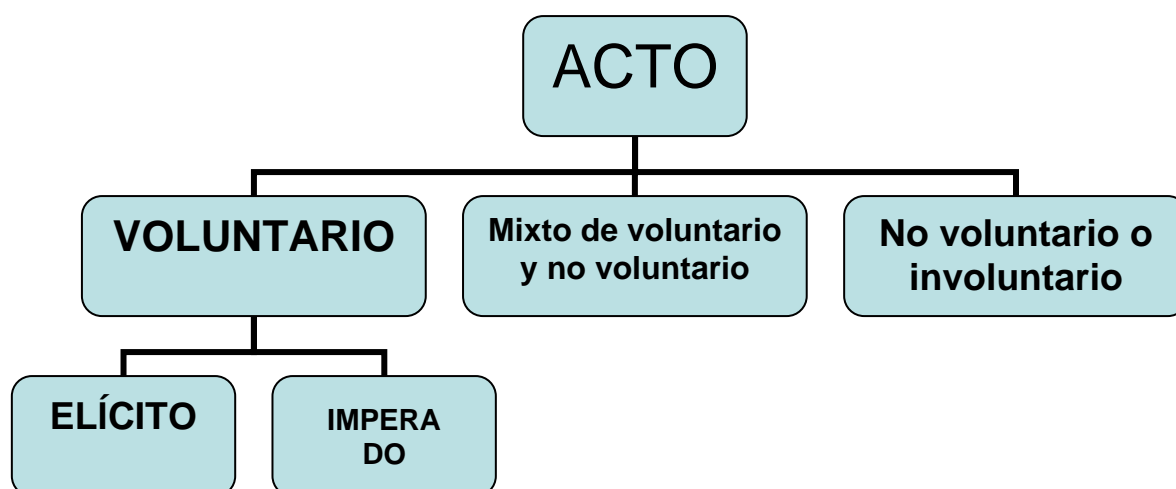 ACTO
VOLUNTARIO
Mixto de voluntario
y no voluntario
No voluntario o
involuntario
ELÍCITO
IMPERA
DO